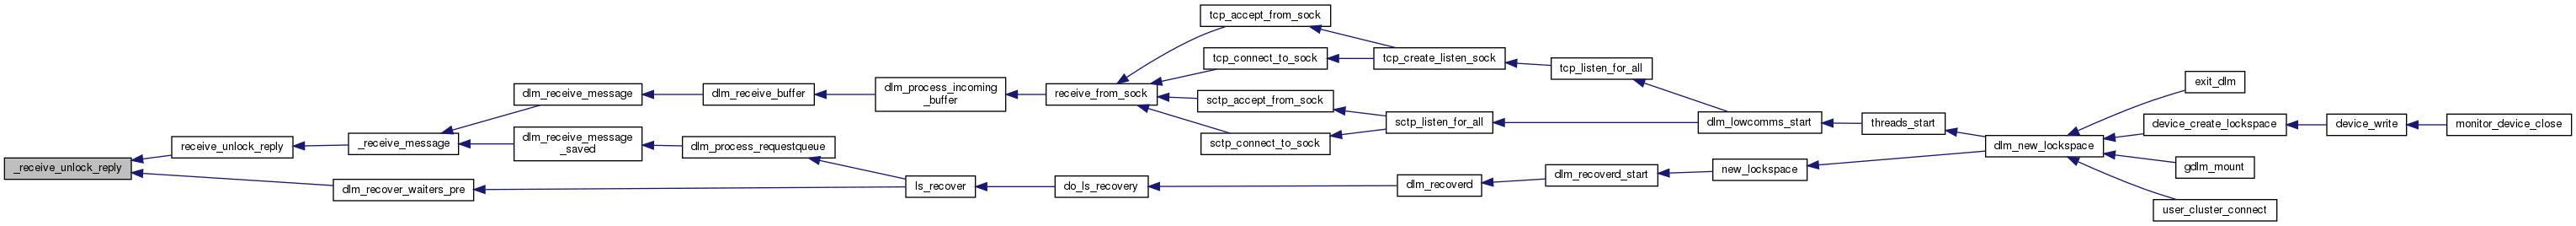 _receive_unlock_reply
receive_unlock_reply
dlm_recover_waiters_pre
_receive_message
dlm_receive_message
dlm_receive_message
_saved
dlm_receive_buffer
dlm_process_requestqueue
dlm_process_incoming
_buffer
ls_recover
receive_from_sock
do_ls_recovery
tcp_accept_from_sock
tcp_connect_to_sock
sctp_accept_from_sock
sctp_connect_to_sock
tcp_create_listen_sock
sctp_listen_for_all
dlm_recoverd
tcp_listen_for_all
dlm_recoverd_start
dlm_lowcomms_start
new_lockspace
threads_start
dlm_new_lockspace
exit_dlm
device_create_lockspace
gdlm_mount
user_cluster_connect
device_write
monitor_device_close